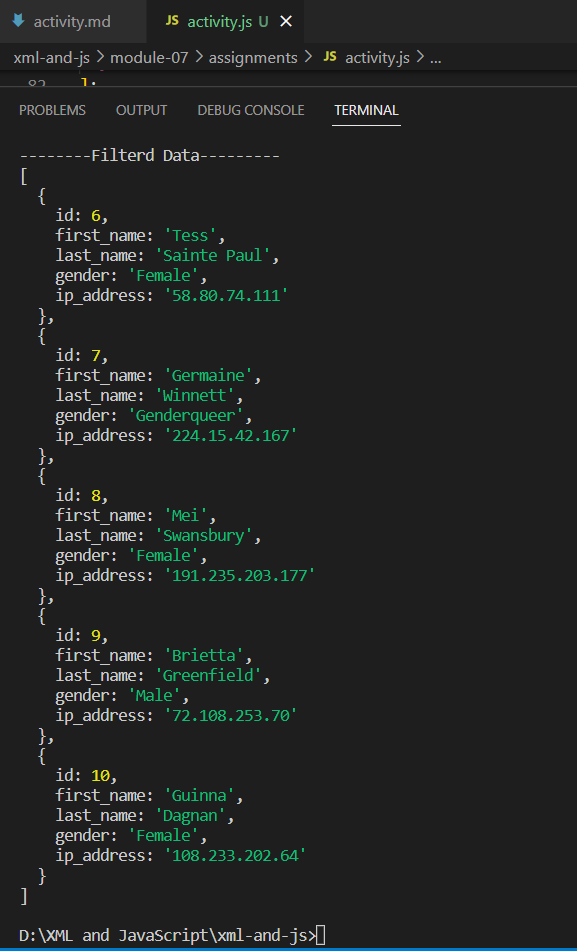 activity.md JS activity.js U ×
xml-and-js > module-07 > assignments > JS activity.js > ...
82 ];
PROBLEMS OUTPUT DEBUG CONSOLE TERMINAL
--------Filterd Data---------
[
  {
    id: 6,
    first_name: 'Tess',
    last_name: 'Sainte Paul',
    gender: 'Female',
    ip_address: '58.80.74.111'
  },
  {
    id: 7,
    first_name: 'Germaine',
    last_name: 'Winnett',
    gender: 'Genderqueer',
    ip_address: '224.15.42.167'
  },
  {
    id: 8,
    first_name: 'Mei',
    last_name: 'Swansbury',
    gender: 'Female',
    ip_address: '191.235.203.177'
  },
  {
    id: 9,
    first_name: 'Brietta',
    last_name: 'Greenfield',
    gender: 'Male',
    ip_address: '72.108.253.70'
  },
  {
    id: 10,
    first_name: 'Guinna',
    last_name: 'Dagnan',
    gender: 'Female',
    ip_address: '108.233.202.64'
  }
]
D:\XML and JavaScript\xml-and-js>